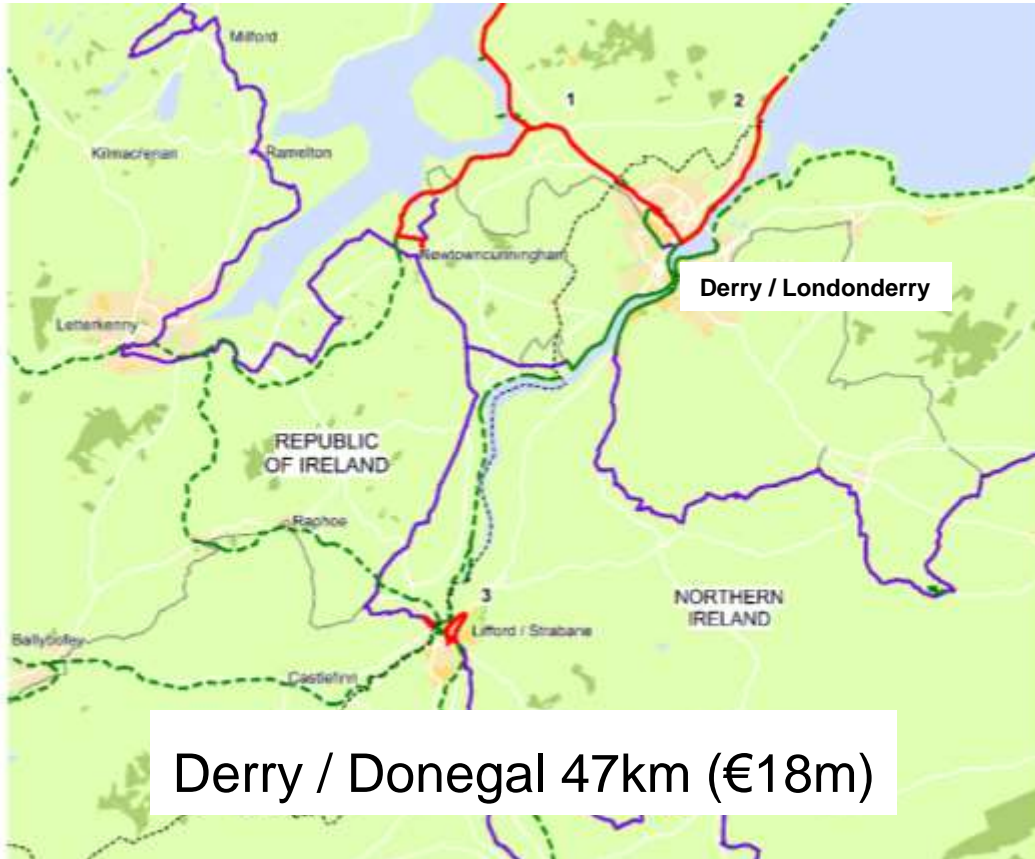 Milford
1
2
Kilmacrenan
Ramelton
Newtowncunningham
Derry / Londonderry
Letterkenny
REPUBLIC
OF IRELAND
Raphoe
3
NORTHERN
IRELAND
Lifford / Strabane
Ballybofey
Castlefinn
Derry / Donegal 47km (€18m)